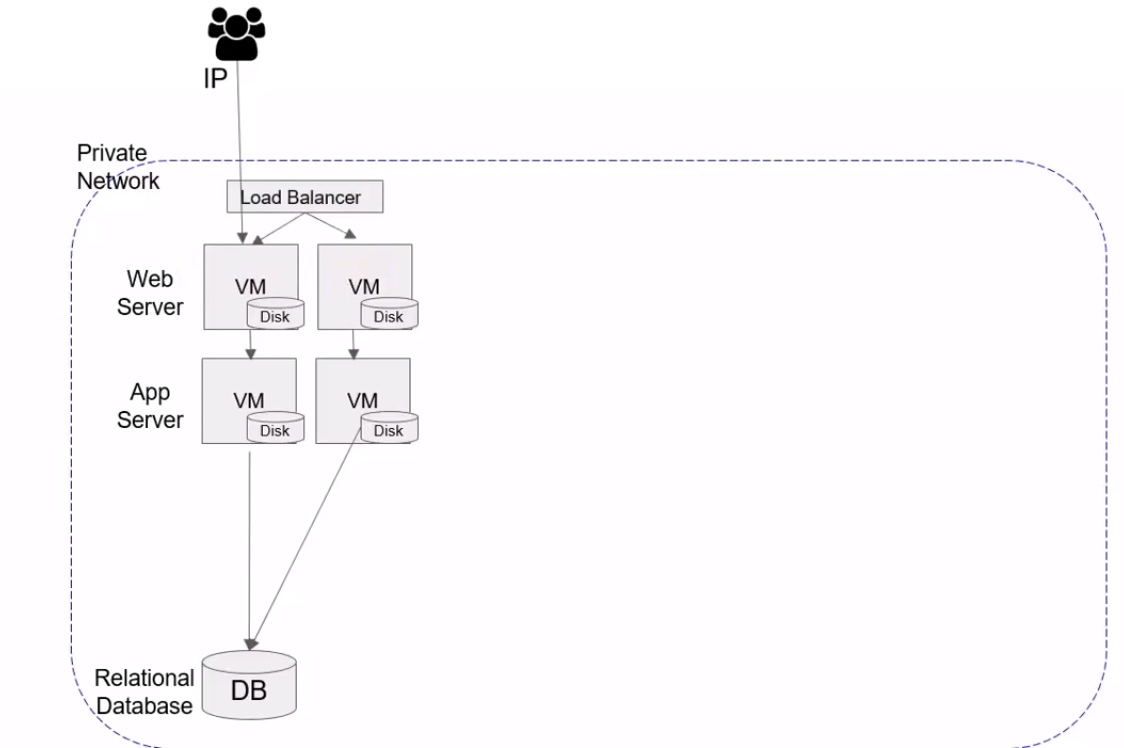 IP
Private
Network
Load Balancer
Web
Server
VM
Disk
VM
Disk
App
Server
VM
Disk
VM
Disk
Relational
Database
DB